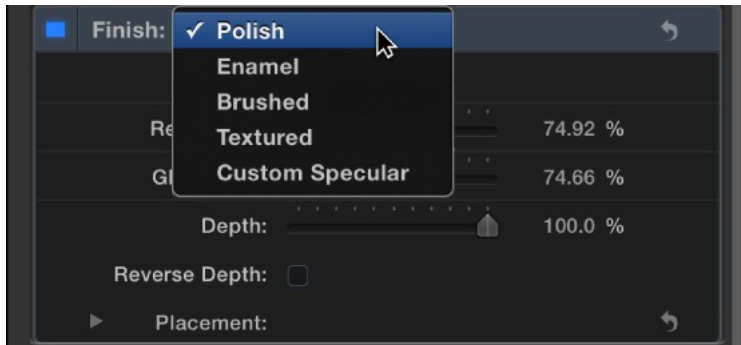 Finish: ✓ Polish
Enamel
Brushed
Textured
Custom Specular
74.92 %
74.66 %
Depth: 100.0 %
Reverse Depth:
Placement: